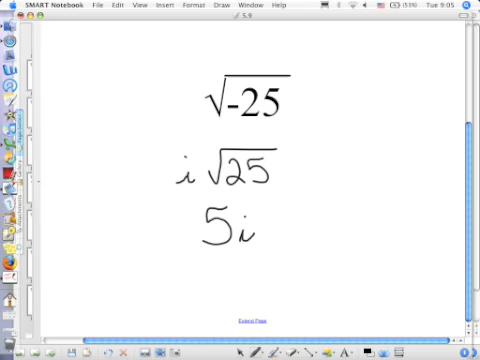 SMART Notebook File Edit View Insert Format Draw Window Help (53%) Tue 9:05
5.9
√-25
i √25
5i
Extend Page